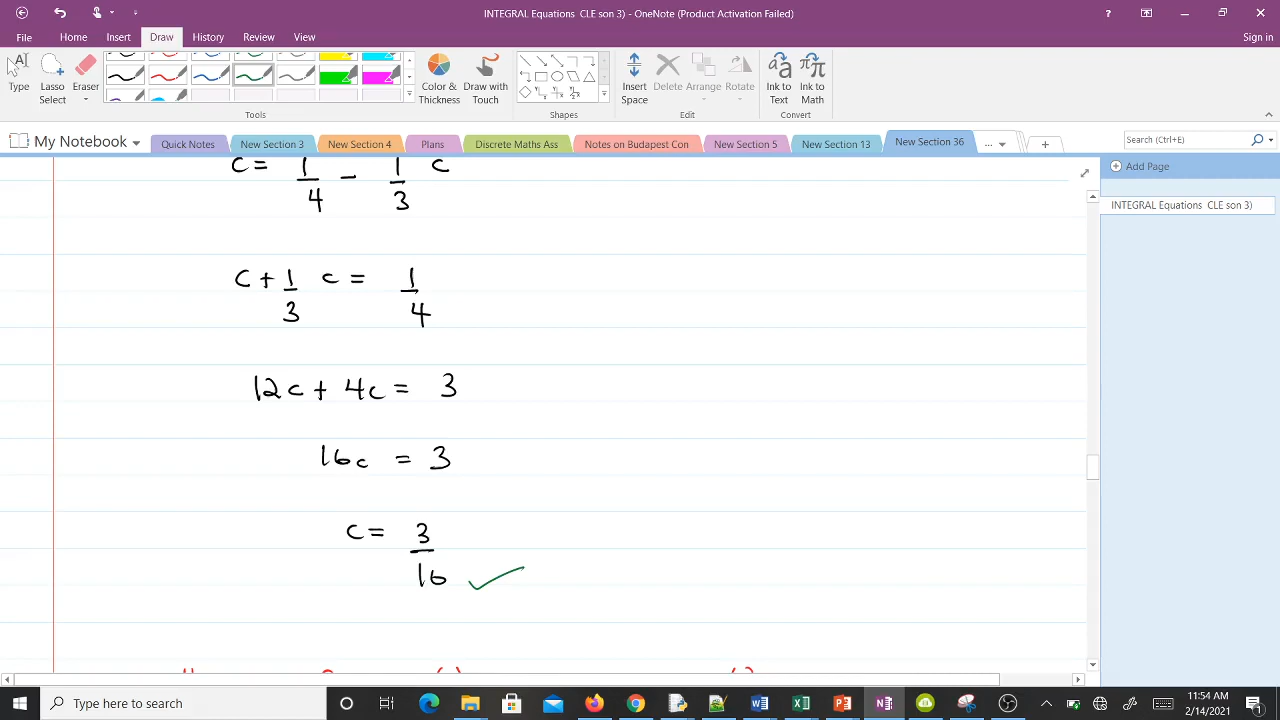 INTEGRAL Equations CLE son 3) - OneNote (Product Activation Failed)
File Home Insert Draw History Review View Sign in
Type Lasso Select Eraser Color & Thickness Draw with Touch Insert Space Delete Arrange Rotate Ink to Text Ink to Math
Tools Shapes Edit Convert
My Notebook Quick Notes New Section 3 New Section 4 Plans Discrete Maths Ass Notes on Budapest Con New Section 5 New Section 13 New Section 36 ... Search (Ctrl+E)
Add Page
INTEGRAL Equations CLE son 3)
c = 1/4 - 1/3 c
c + 1/3 c = 1/4
12c + 4c = 3
16c = 3
c = 3/16 ✓
Type here to search
11:54 AM
2/14/2021